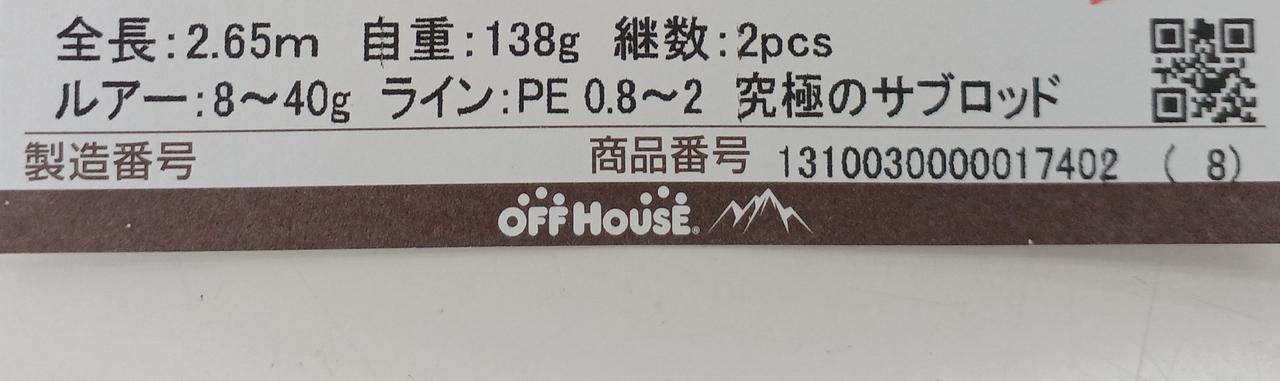 全長:2.65m 自重:138g 継数:2pcs
ルアー:8〜40g ライン:PE 0.8〜2 究極のサブロッド
製造番号 商品番号 1310030000017402 ( 8)
OFF HOUSE®